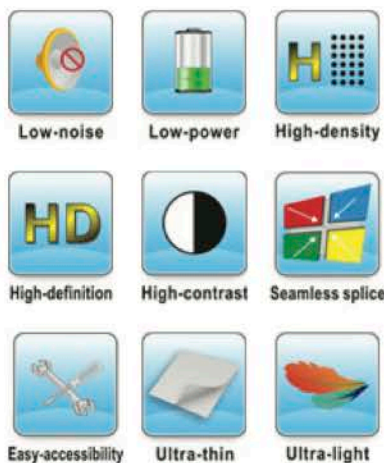 H
Low-noise Low-power High-density
HD
High-definition High-contrast Seamless splice
Easy-accessibility Ultra-thin Ultra-light